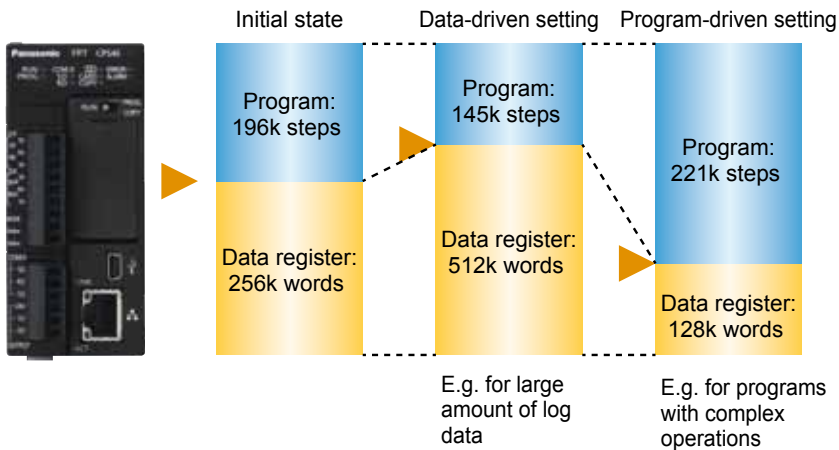 Initial state
Data-driven setting
Program-driven setting
Panasonic
Program:
196k steps
Data register:
256k words
Program:
145k steps
Data register:
512k words
Program:
221k steps
Data register:
128k words
E.g. for large
amount of log
data
E.g. for programs
with complex
operations